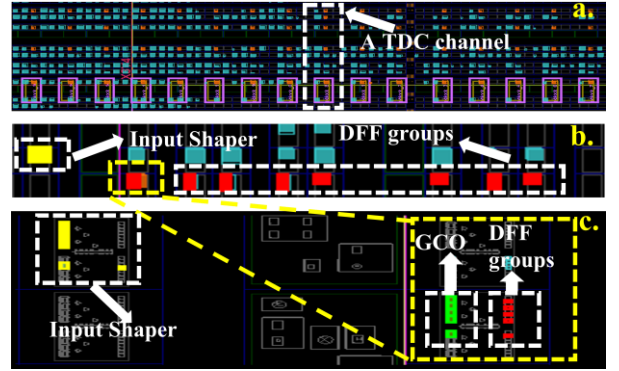 a.
A TDC channel
b.
Input Shaper
DFF groups
c.
GCO
DFF
groups
Input Shaper